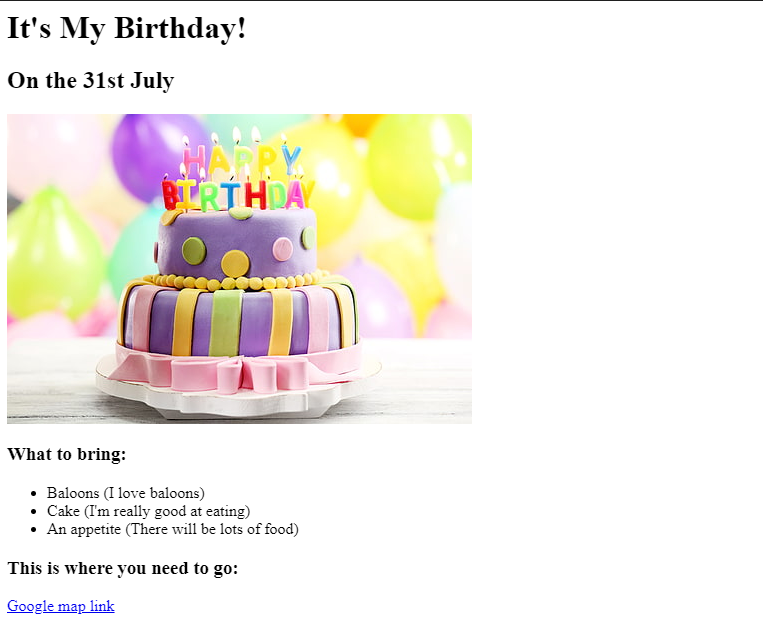 It's My Birthday!
On the 31st July
HAPPY
BIRTHDAY
What to bring:
Baloons (I love baloons)
Cake (I'm really good at eating)
An appetite (There will be lots of food)
This is where you need to go:
Google map link